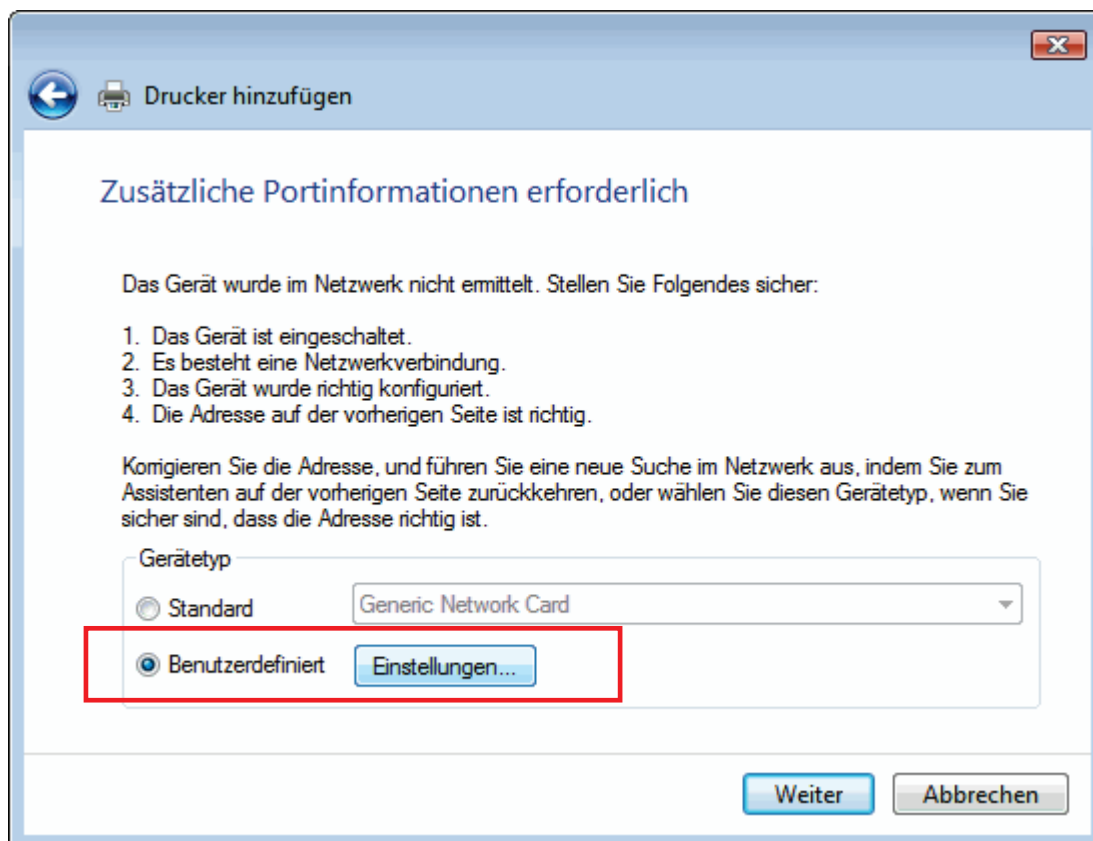 Drucker hinzufügen
Zusätzliche Portinformationen erforderlich
Das Gerät wurde im Netzwerk nicht ermittelt. Stellen Sie Folgendes sicher:
1. Das Gerät ist eingeschaltet.
2. Es besteht eine Netzwerkverbindung.
3. Das Gerät wurde richtig konfiguriert.
4. Die Adresse auf der vorherigen Seite ist richtig.
Korrigieren Sie die Adresse, und führen Sie eine neue Suche im Netzwerk aus, indem Sie zum
Assistenten auf der vorherigen Seite zurückkehren, oder wählen Sie diesen Gerätetyp, wenn Sie
sicher sind, dass die Adresse richtig ist.
Gerätetyp
Standard Generic Network Card
Benutzerdefiniert Einstellungen...
Weiter Abbrechen